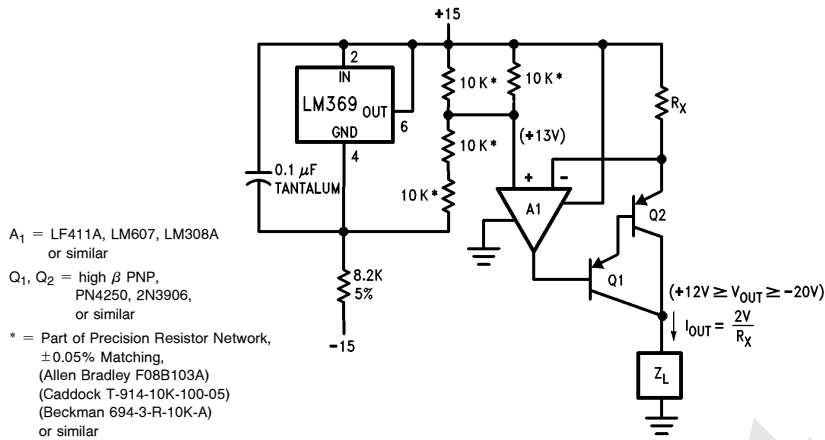 +15
2
IN
LM369
OUT
6
GND
4
0.1 µF
TANTALUM
10 K*
10 K*
10 K*
10 K*
(+13V)
+ −
A1
RX
Q2
Q1
8.2K
5%
−15
(+12V ≥ VOUT ≥ −20V)
IOUT = 2V
RX
ZL
A1 = LF411A, LM607, LM308A
or similar
Q1, Q2 = high β PNP,
PN4250, 2N3906,
or similar
* = Part of Precision Resistor Network,
±0.05% Matching,
(Allen Bradley F08B103A)
(Caddock T-914-10K-100-05)
(Beckman 694-3-R-10K-A)
or similar